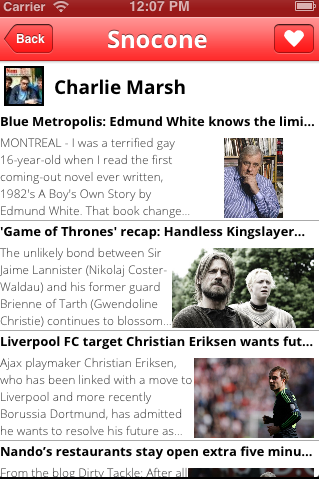 Carrier 12:07 PM
Back
Snocone
Charlie Marsh
Blue Metropolis: Edmund White knows the limi...
MONTREAL - I was a terrified gay
16-year-old when I read the first
coming-out novel ever written,
1982's A Boy's Own Story by
Edmund White. That book change...
'Game of Thrones' recap: Handless Kingslayer...
The unlikely bond between Sir
Jaime Lannister (Nikolaj Coster-
Waldau) and his former guard
Brienne of Tarth (Gwendoline
Christie) continues to blossom...
Liverpool FC target Christian Eriksen wants fut...
Ajax playmaker Christian Eriksen,
who has been linked with a move to
Liverpool and more recently
Borussia Dortmund, has admitted
he wants to resolve his future as...
Nando’s restaurants stay open extra five minu...
From the blog Dirty Tackle: After all